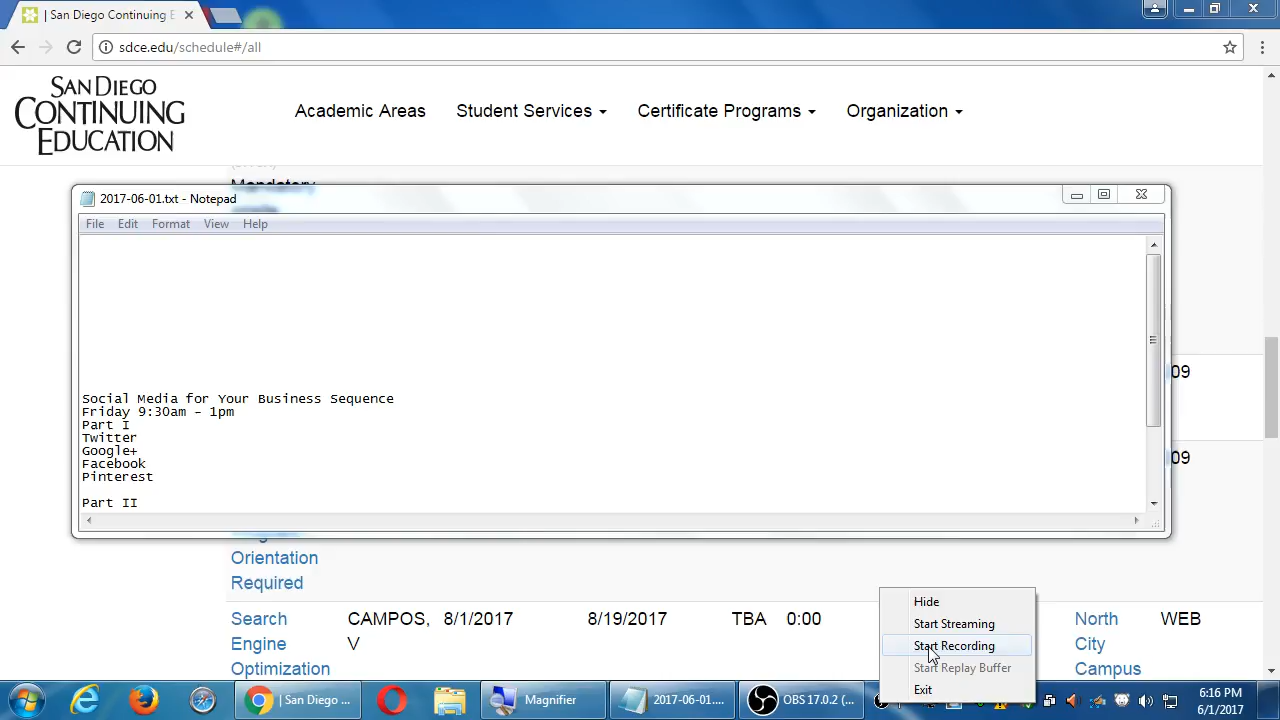 | San Diego Continuing E
sdce.edu/schedule#/all
SAN DIEGO
CONTINUING
EDUCATION
Academic Areas
Student Services
Certificate Programs
Organization
Mandatory
2017-06-01.txt - Notepad
File Edit Format View Help
Social Media for Your Business Sequence
Friday 9:30am - 1pm
Part I
Twitter
Google+
Facebook
Pinterest
Part II
09
09
Orientation
Required
Search
Engine
Optimization
CAMPOS,
V
8/1/2017
8/19/2017
TBA
0:00
North
City
Campus
WEB
Hide
Start Streaming
Start Recording
Start Replay Buffer
Exit
| San Diego ...
Magnifier
2017-06-01....
OBS 17.0.2 (...
6:16 PM
6/1/2017